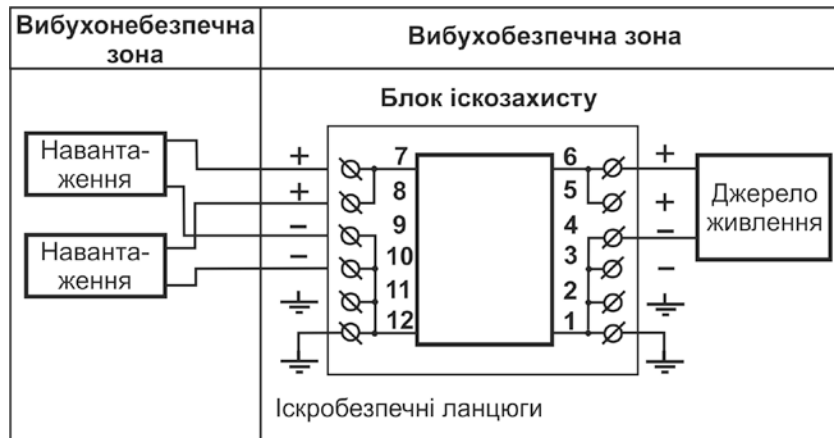 Вибухонебезпечна
зона
Вибухобезпечна зона
Блок іскозахисту
Наванта-
ження
Наванта-
ження
+
+
−
−
7
8
9
10
11
12
6
5
4
3
2
1
+
+
−
−
Джерело
живлення
Іскробезпечні ланцюги